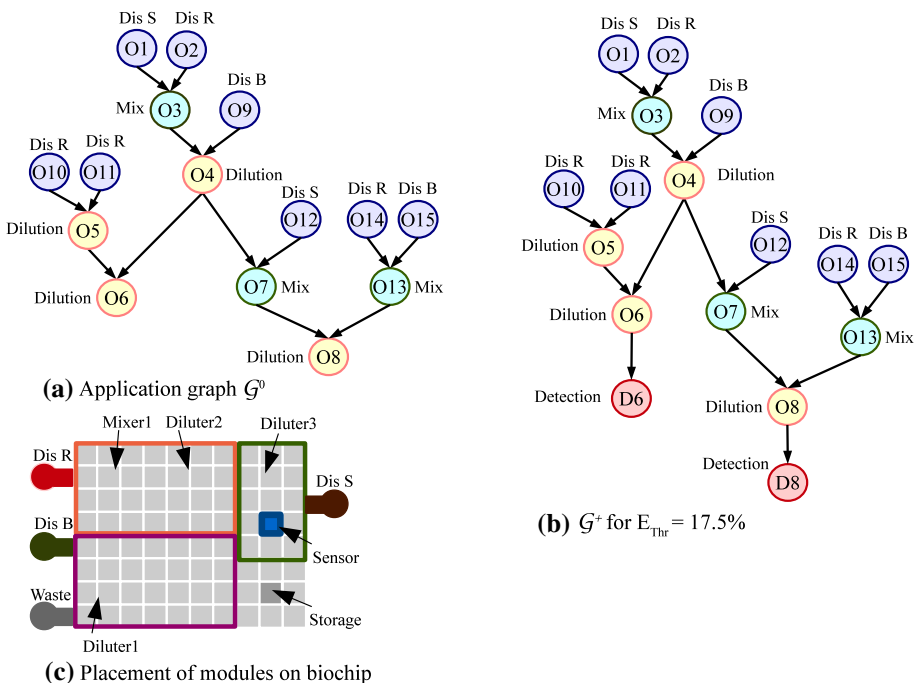 Dis S
Dis R
O1
O2
Dis B
Mix
O3
O9
Dis R
Dis R
O10
O11
O4
Dilution
Dis S
Dis R
Dis B
O12
O14
O15
Dilution
O5
Dilution
O6
O7
Mix
O13
Mix
Dilution
O8
(a) Application graph 𝒢⁰
Mixer1
Diluter2
Diluter3
Dis R
Dis S
Dis B
Sensor
Waste
Storage
Diluter1
(c) Placement of modules on biochip
Dis S
Dis R
O1
O2
Dis B
Mix
O3
O9
Dis R
Dis R
O10
O11
O4
Dilution
Dis S
Dilution
O5
O12
Dis R
Dis B
O14
O15
Dilution
O6
O7
Mix
O13
Mix
Detection
D6
Dilution
O8
Detection
D8
(b) 𝒢⁺ for E_Thr = 17.5%